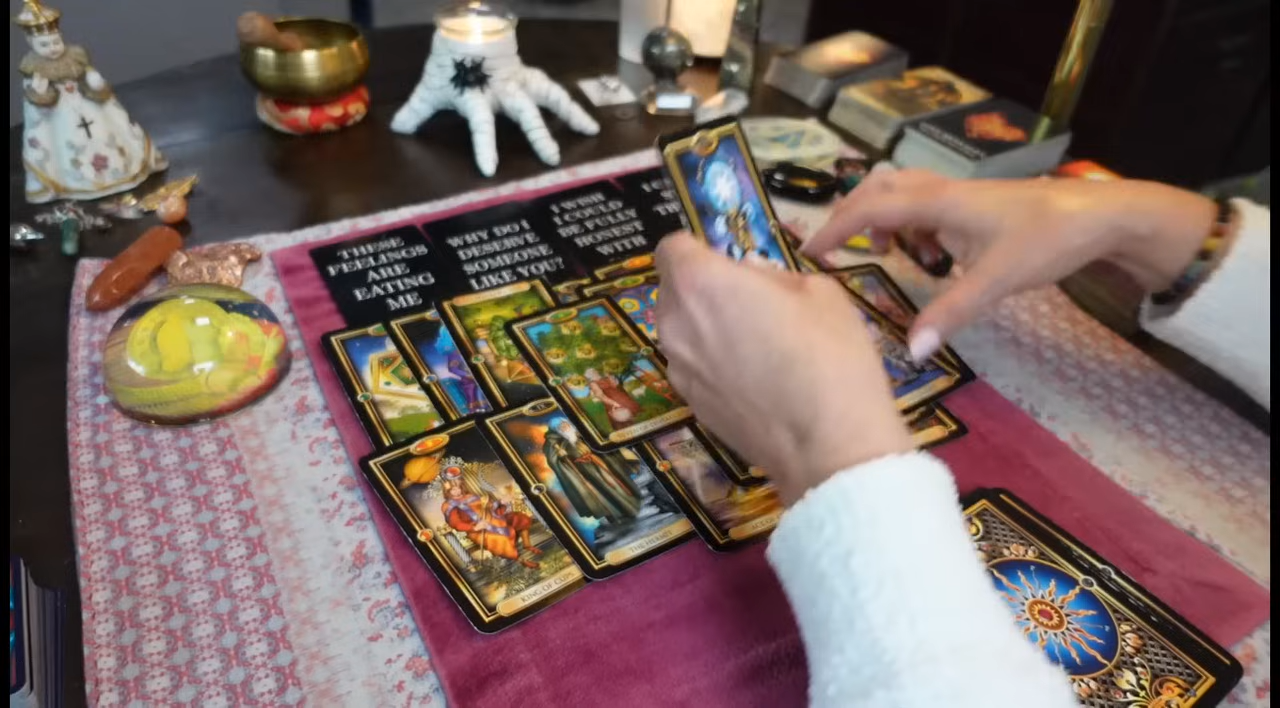 THESE
FEELINGS
ARE
EATING
ME
WHY DO I
DESERVE
SOMEONE
LIKE YOU?
I WISH
I COULD
BE FULLY
HONEST
WITH
KING OF CUPS
THE HERMIT